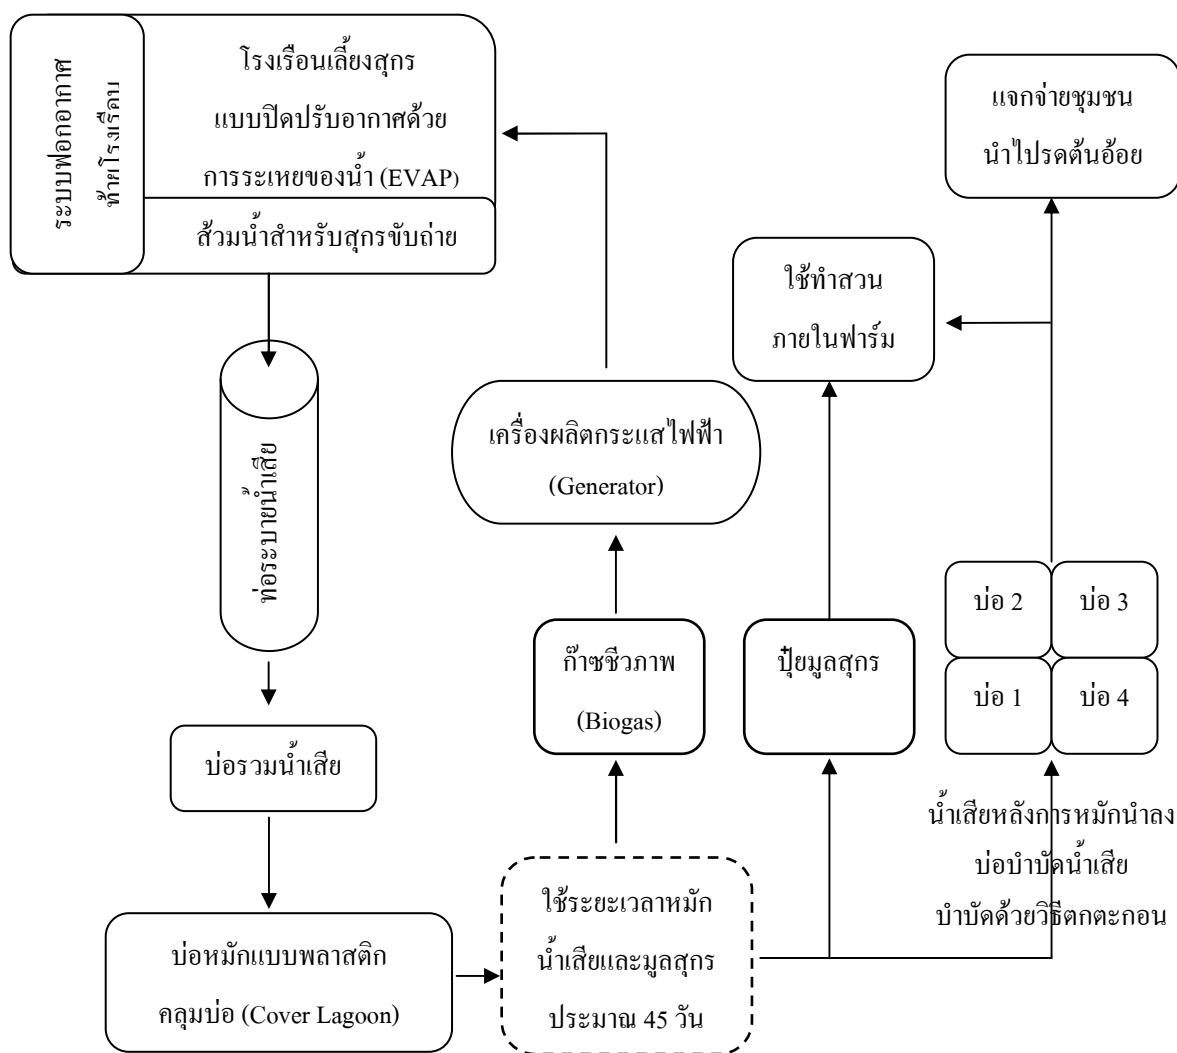 ระบบฟอกอากาศ
ท้ายโรงเรือน
โรงเรือนเลี้ยงสุกร
แบบปิดปรับอากาศด้วย
การระเหยของน้ำ (EVAP)
ส้วมน้ำสำหรับสุกรขับถ่าย
แจกจ่ายชุมชน
นำไปรดต้นอ้อย
ใช้ทำสวน
ภายในฟาร์ม
เครื่องผลิตกระแสไฟฟ้า
(Generator)
ท่อระบายน้ำเสีย
บ่อ 2
บ่อ 3
บ่อ 1
บ่อ 4
ก๊าซชีวภาพ
(Biogas)
ปุ๋ยมูลสุกร
บ่อรวมน้ำเสีย
น้ำเสียหลังการหมักนำลง
บ่อบำบัดน้ำเสีย
บำบัดด้วยวิธีตกตะกอน
บ่อหมักแบบพลาสติก
คลุมบ่อ (Cover Lagoon)
ใช้ระยะเวลาหมัก
น้ำเสียและมูลสุกร
ประมาณ 45 วัน